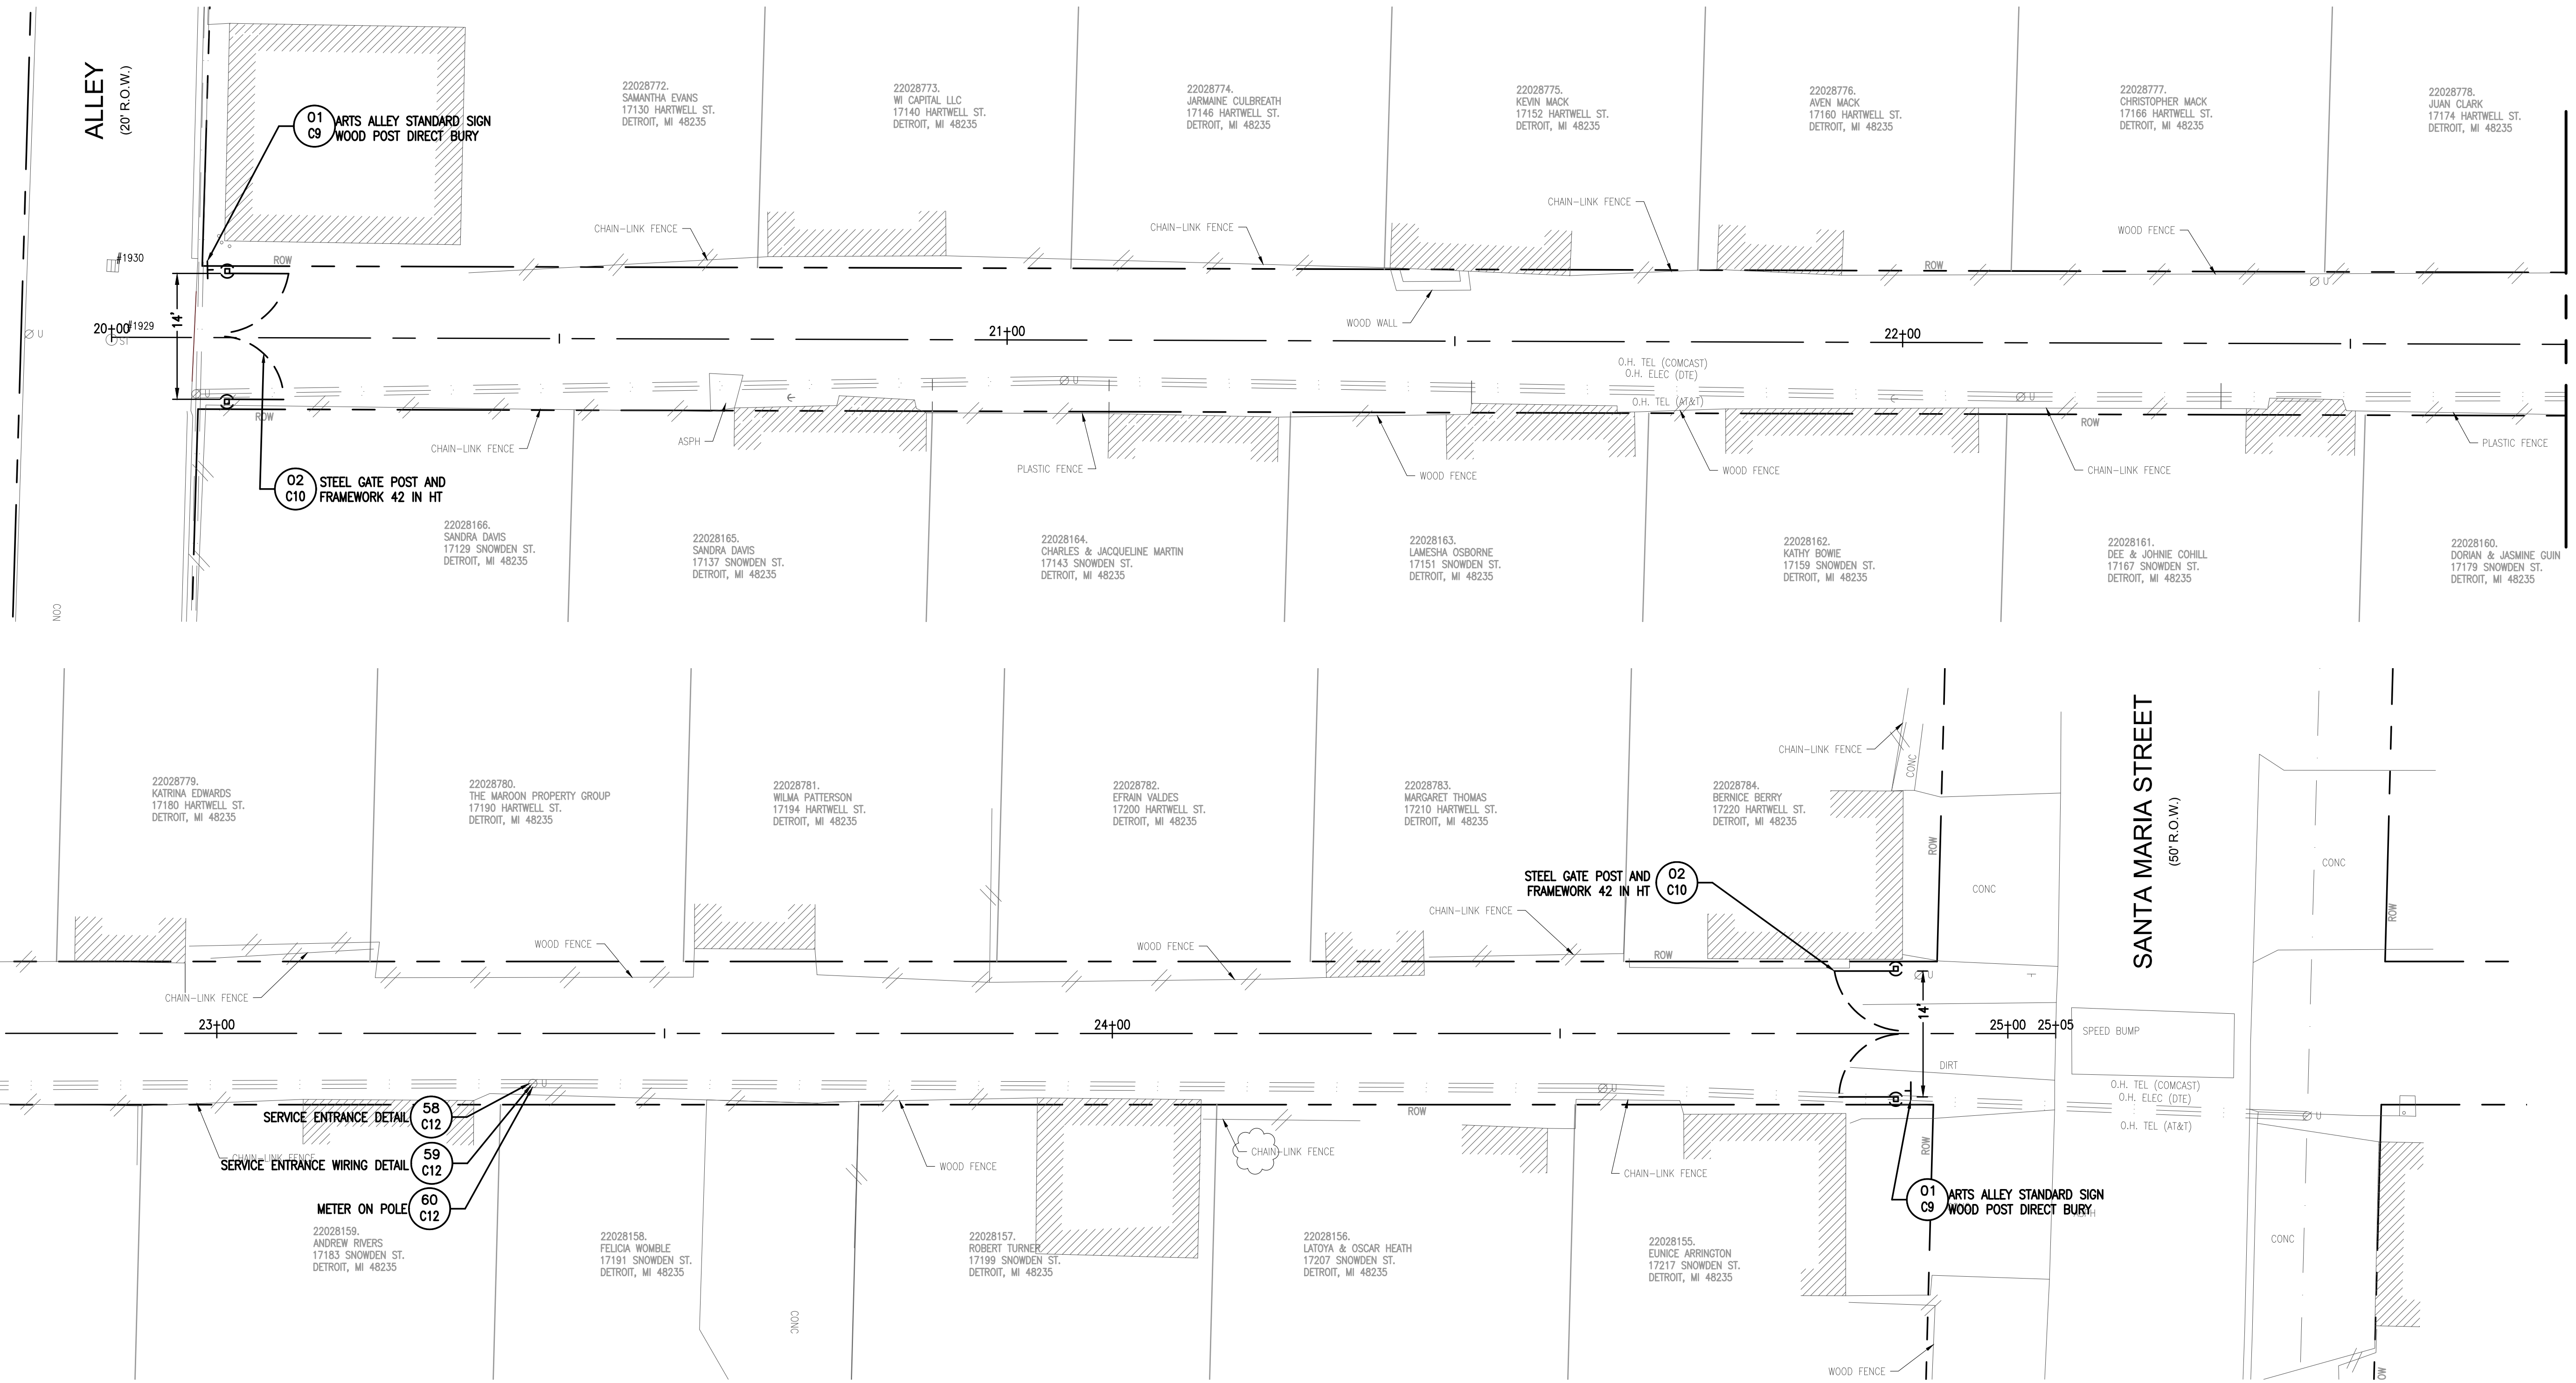 ALLEY
(20' R.O.W.)
01
C9
ARTS ALLEY STANDARD SIGN
WOOD POST DIRECT BURY
22028772.
SAMANTHA EVANS
17130 HARTWELL ST.
DETROIT, MI 48235
22028773.
WI CAPITAL LLC
17140 HARTWELL ST.
DETROIT, MI 48235
22028774.
JARMAINE CULBREATH
17146 HARTWELL ST.
DETROIT, MI 48235
22028775.
KEVIN MACK
17152 HARTWELL ST.
DETROIT, MI 48235
22028776.
AVEN MACK
17160 HARTWELL ST.
DETROIT, MI 48235
22028777.
CHRISTOPHER MACK
17166 HARTWELL ST.
DETROIT, MI 48235
22028778.
JUAN CLARK
17174 HARTWELL ST.
DETROIT, MI 48235
CHAIN-LINK FENCE
CHAIN-LINK FENCE
CHAIN-LINK FENCE
WOOD FENCE
#1930
ROW
ROW
U
14'
WOOD WALL
20+00
#1929
ST
U
21+00
22+00
O.H. TEL (COMCAST)
O.H. ELEC (DTE)
O.H. TEL (AT&T)
U
U
U
ROW
ROW
CHAIN-LINK FENCE
ASPH
PLASTIC FENCE
WOOD FENCE
WOOD FENCE
CHAIN-LINK FENCE
PLASTIC FENCE
02
C10
STEEL GATE POST AND
FRAMEWORK 42 IN HT
22028166.
SANDRA DAVIS
17129 SNOWDEN ST.
DETROIT, MI 48235
22028165.
SANDRA DAVIS
17137 SNOWDEN ST.
DETROIT, MI 48235
22028164.
CHARLES & JACQUELINE MARTIN
17143 SNOWDEN ST.
DETROIT, MI 48235
22028163.
LAMESHA OSBORNE
17151 SNOWDEN ST.
DETROIT, MI 48235
22028162.
KATHY BOWIE
17159 SNOWDEN ST.
DETROIT, MI 48235
22028161.
DEE & JOHNIE COHILL
17167 SNOWDEN ST.
DETROIT, MI 48235
22028160.
DORIAN & JASMINE GUIN
17179 SNOWDEN ST.
DETROIT, MI 48235
CON
22028779.
KATRINA EDWARDS
17180 HARTWELL ST.
DETROIT, MI 48235
22028780.
THE MAROON PROPERTY GROUP
17190 HARTWELL ST.
DETROIT, MI 48235
22028781.
WILMA PATTERSON
17194 HARTWELL ST.
DETROIT, MI 48235
22028782.
EFRAIN VALDES
17200 HARTWELL ST.
DETROIT, MI 48235
22028783.
MARGARET THOMAS
17210 HARTWELL ST.
DETROIT, MI 48235
22028784.
BERNICE BERRY
17220 HARTWELL ST.
DETROIT, MI 48235
CHAIN-LINK FENCE
CONC
SANTA MARIA STREET
(50' R.O.W.)
ROW
CONC
CONC
ROW
STEEL GATE POST AND
FRAMEWORK 42 IN HT
02
C10
CHAIN-LINK FENCE
WOOD FENCE
WOOD FENCE
ROW
CHAIN-LINK FENCE
U
14'
23+00
24+00
25+00
25+05
SPEED BUMP
DIRT
O.H. TEL (COMCAST)
O.H. ELEC (DTE)
O.H. TEL (AT&T)
U
U
U
ROW
ROW
SERVICE ENTRANCE DETAIL
58
C12
CHAIN-LINK FENCE
SERVICE ENTRANCE WIRING DETAIL
59
C12
METER ON POLE
60
C12
WOOD FENCE
CHAIN-LINK FENCE
CHAIN-LINK FENCE
01
C9
ARTS ALLEY STANDARD SIGN
WOOD POST DIRECT BURY
22028159.
ANDREW RIVERS
17183 SNOWDEN ST.
DETROIT, MI 48235
22028158.
FELICIA WOMBLE
17191 SNOWDEN ST.
DETROIT, MI 48235
22028157.
ROBERT TURNER
17199 SNOWDEN ST.
DETROIT, MI 48235
22028156.
LATOYA & OSCAR HEATH
17207 SNOWDEN ST.
DETROIT, MI 48235
22028155.
EUNICE ARRINGTON
17217 SNOWDEN ST.
DETROIT, MI 48235
CONC
CONC
WOOD FENCE